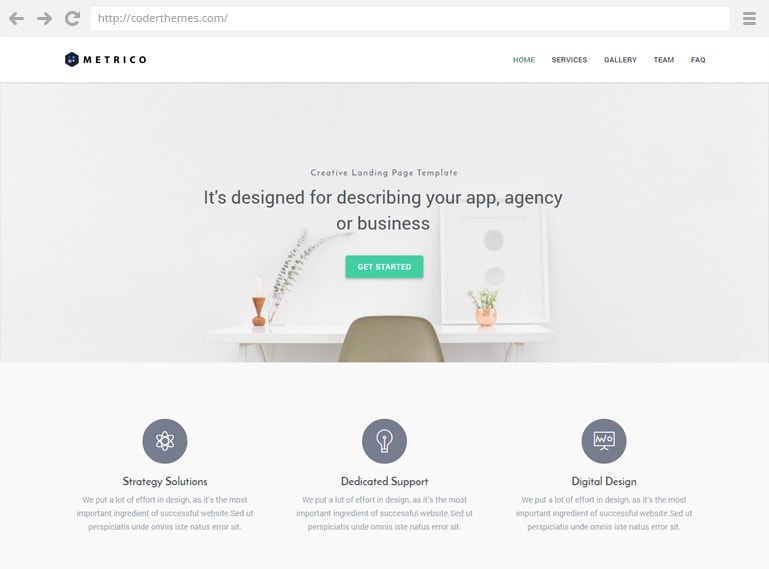 http://coderthemes.com/
METRICO
HOME SERVICES GALLERY TEAM FAQ
Creative Landing Page Template
It's designed for describing your app, agency
or business
GET STARTED
Strategy Solutions
We put a lot of effort in design, as it's the most
important ingredient of successful website.Sed ut
perspiciatis unde omnis iste natus error sit.
Dedicated Support
We put a lot of effort in design, as it's the most
important ingredient of successful website.Sed ut
perspiciatis unde omnis iste natus error sit.
Digital Design
We put a lot of effort in design, as it's the most
important ingredient of successful website.Sed ut
perspiciatis unde omnis iste natus error sit.